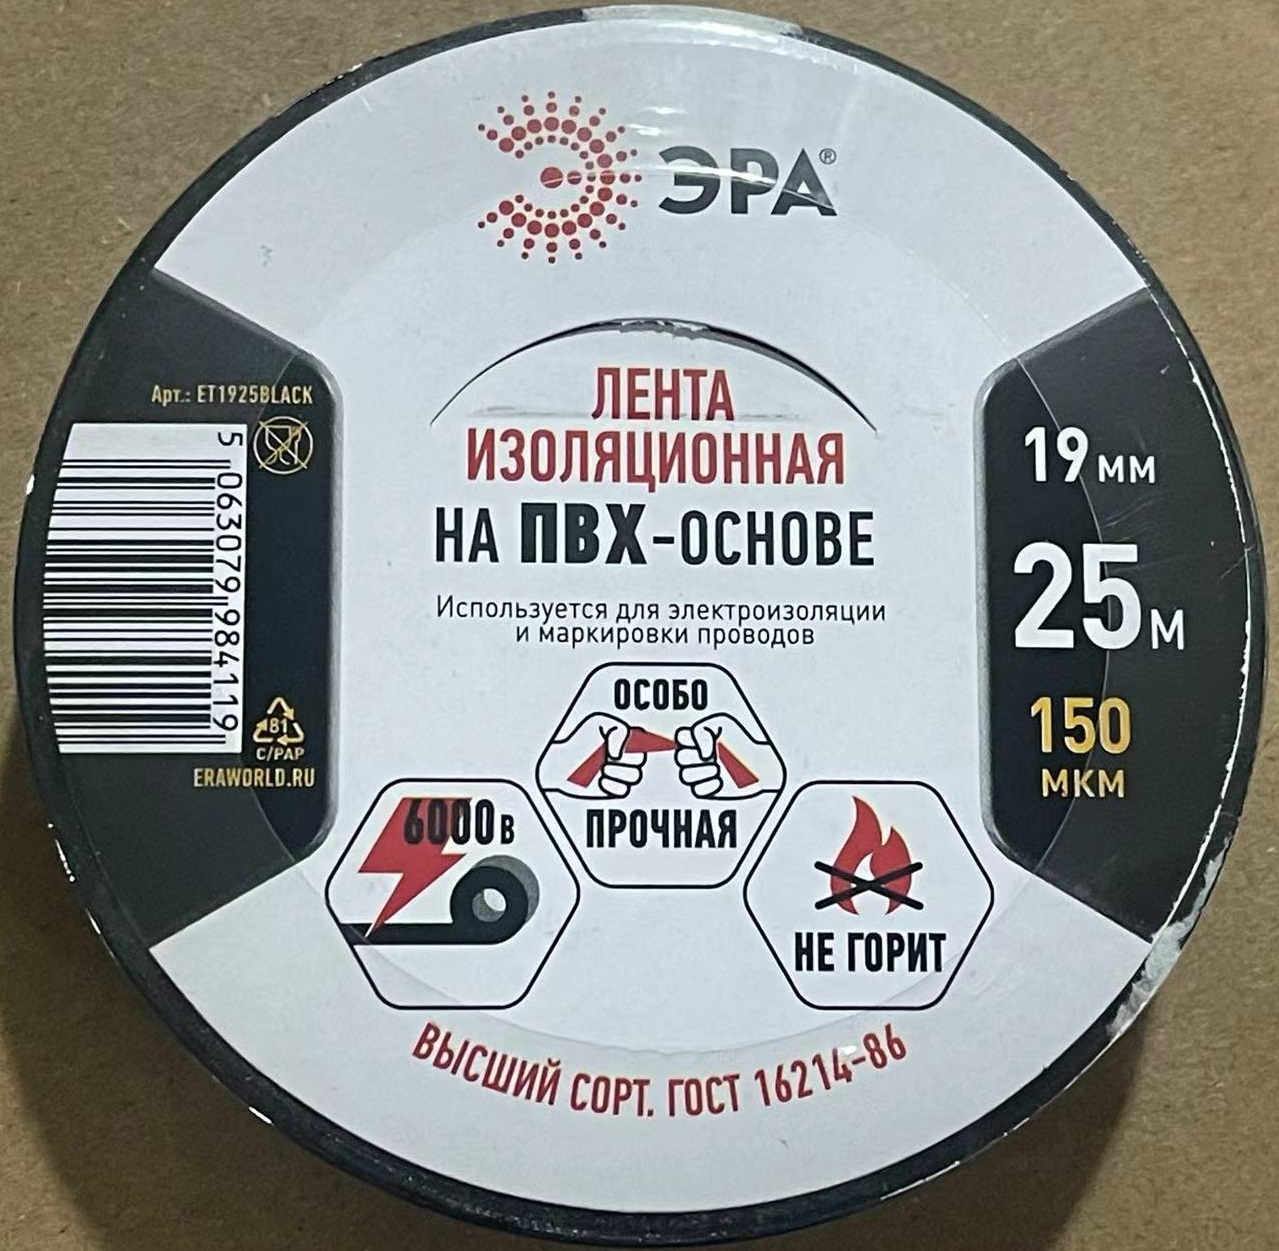 ЭРА®
ЛЕНТА
ИЗОЛЯЦИОННАЯ
НА ПВХ-ОСНОВЕ
Используется для электроизоляции
и маркировки проводов
Арт.: ET1925BLACK
5 063079 984119
81
C/PAP
ERAWORLD.RU
19 мм
25 м
150
МКМ
ОСОБО
ПРОЧНАЯ
6000 В
НЕ ГОРИТ
ВЫСШИЙ СОРТ. ГОСТ 16214-86